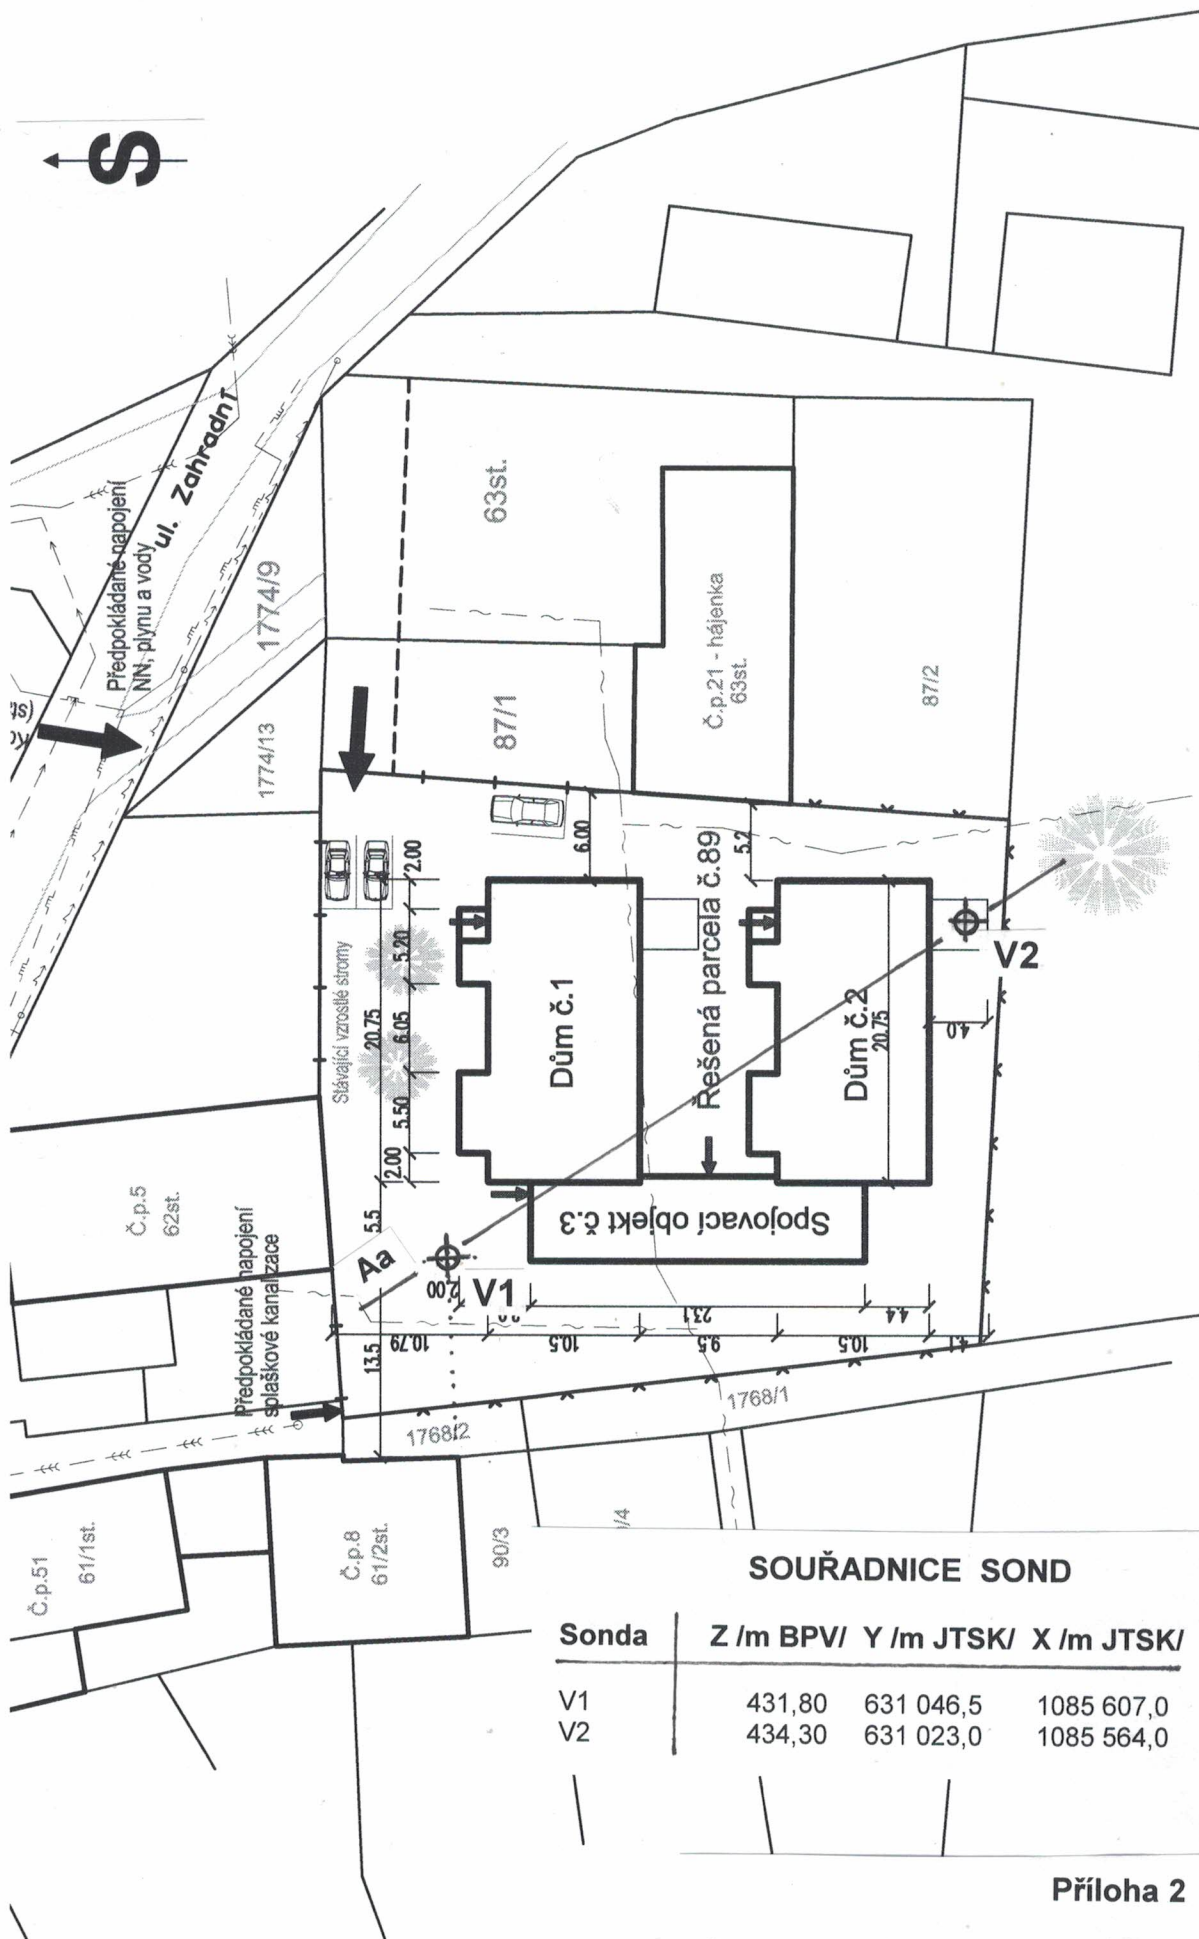 S
ul. Zahradní
Předpokládané napojení
NN, plynu a vody
1774/9
1774/13
63st.
87/1
Č.p.21 - hájenka
63st.
87/2
Stávající vzrostlé stromy
2.00
5.20
6.05
5.50
2.00
20.75
5.5
13.5
6.00
5.2
Dům č.1
Řešená parcela č.89
Dům č.2
20.75
4.0
V2
Spojovací objekt č.3
Aa
V1
2.00
23.1
4.4
10.79
10.5
9.5
10.5
4.1
Č.p.5
62st.
Předpokládané napojení
splaškové kanalizace
1768/2
1768/1
Č.p.51
61/1st.
Č.p.8
61/2st.
90/3
/4
SOUŘADNICE SOND
Sonda Z /m BPV/ Y /m JTSK/ X /m JTSK/
V1 431,80 631 046,5 1085 607,0
V2 434,30 631 023,0 1085 564,0
Příloha 2